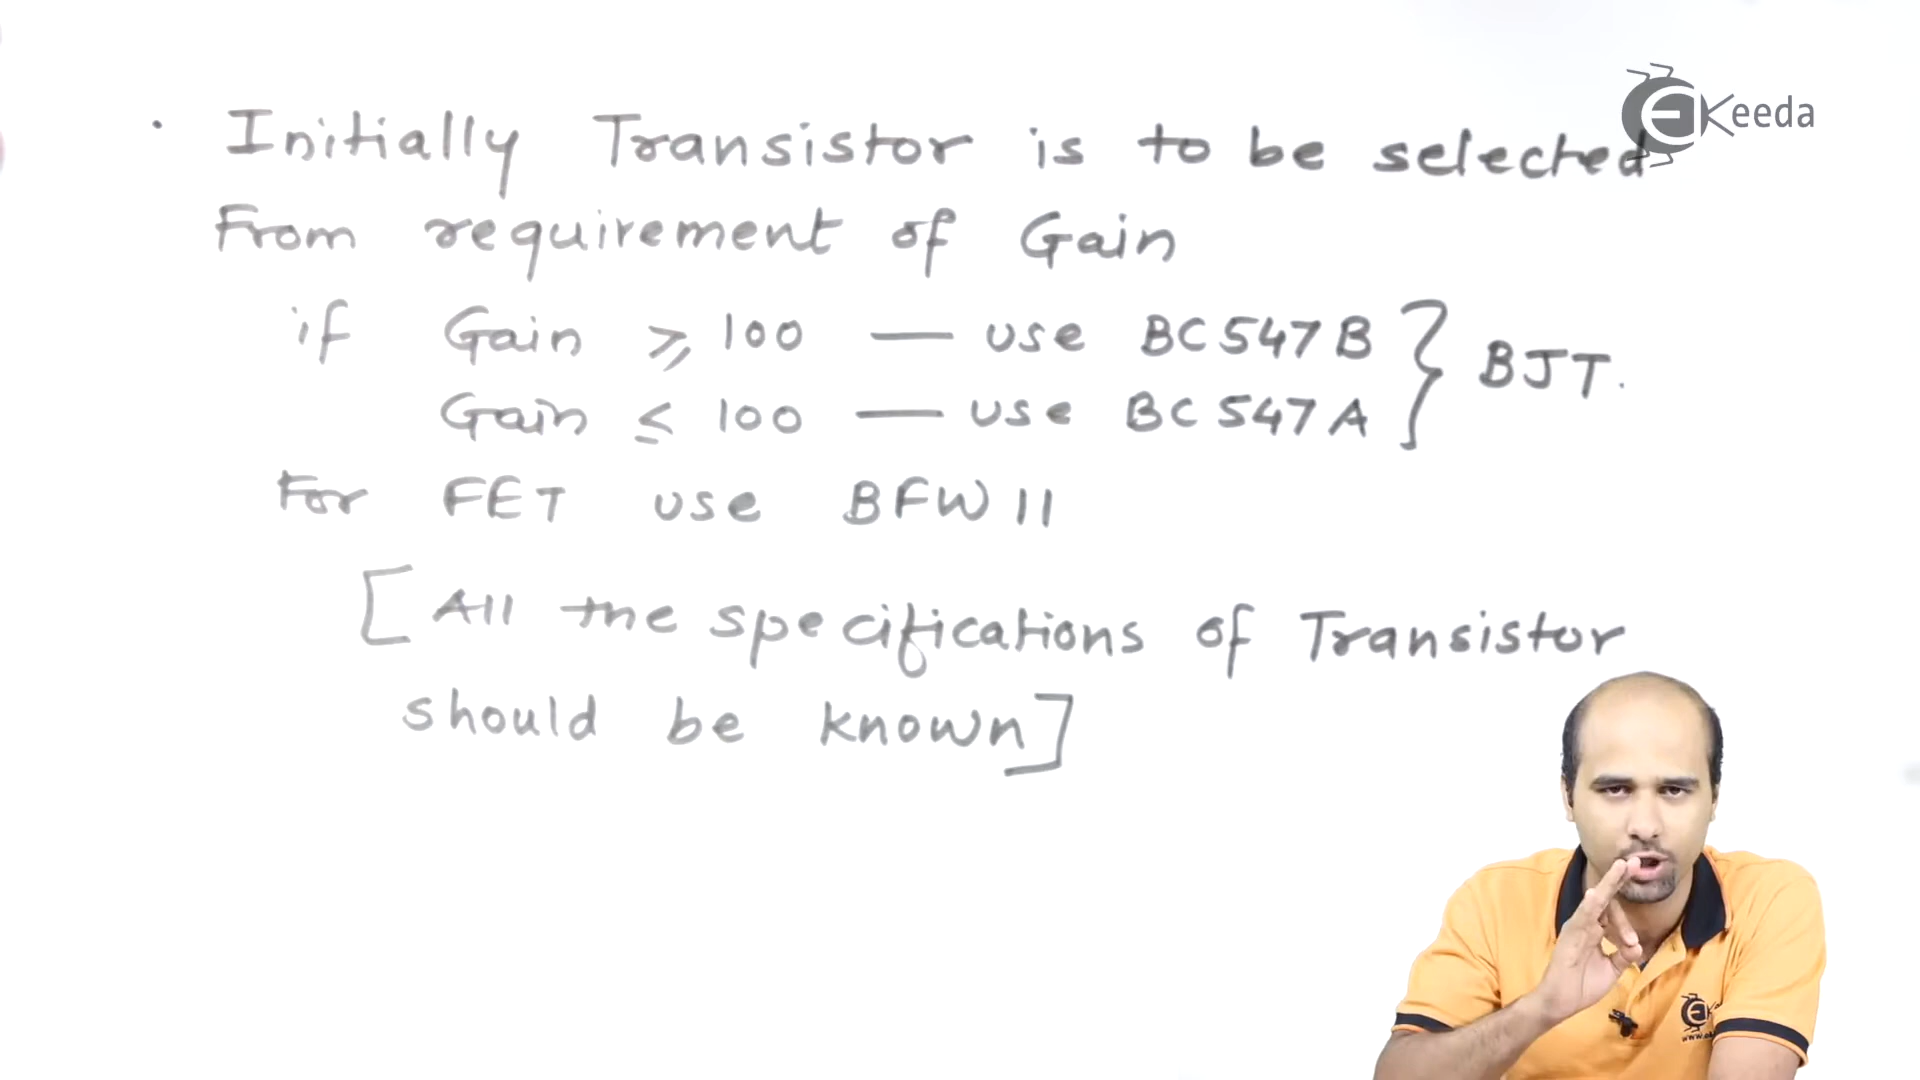 EKeeda
· Initially Transistor is to be selected
From requirement of Gain
if Gain ⩾ 100 — use BC547B } BJT.
Gain ≤ 100 — use BC547A
For FET use BFW11
[All the specifications of Transistor
should be known]